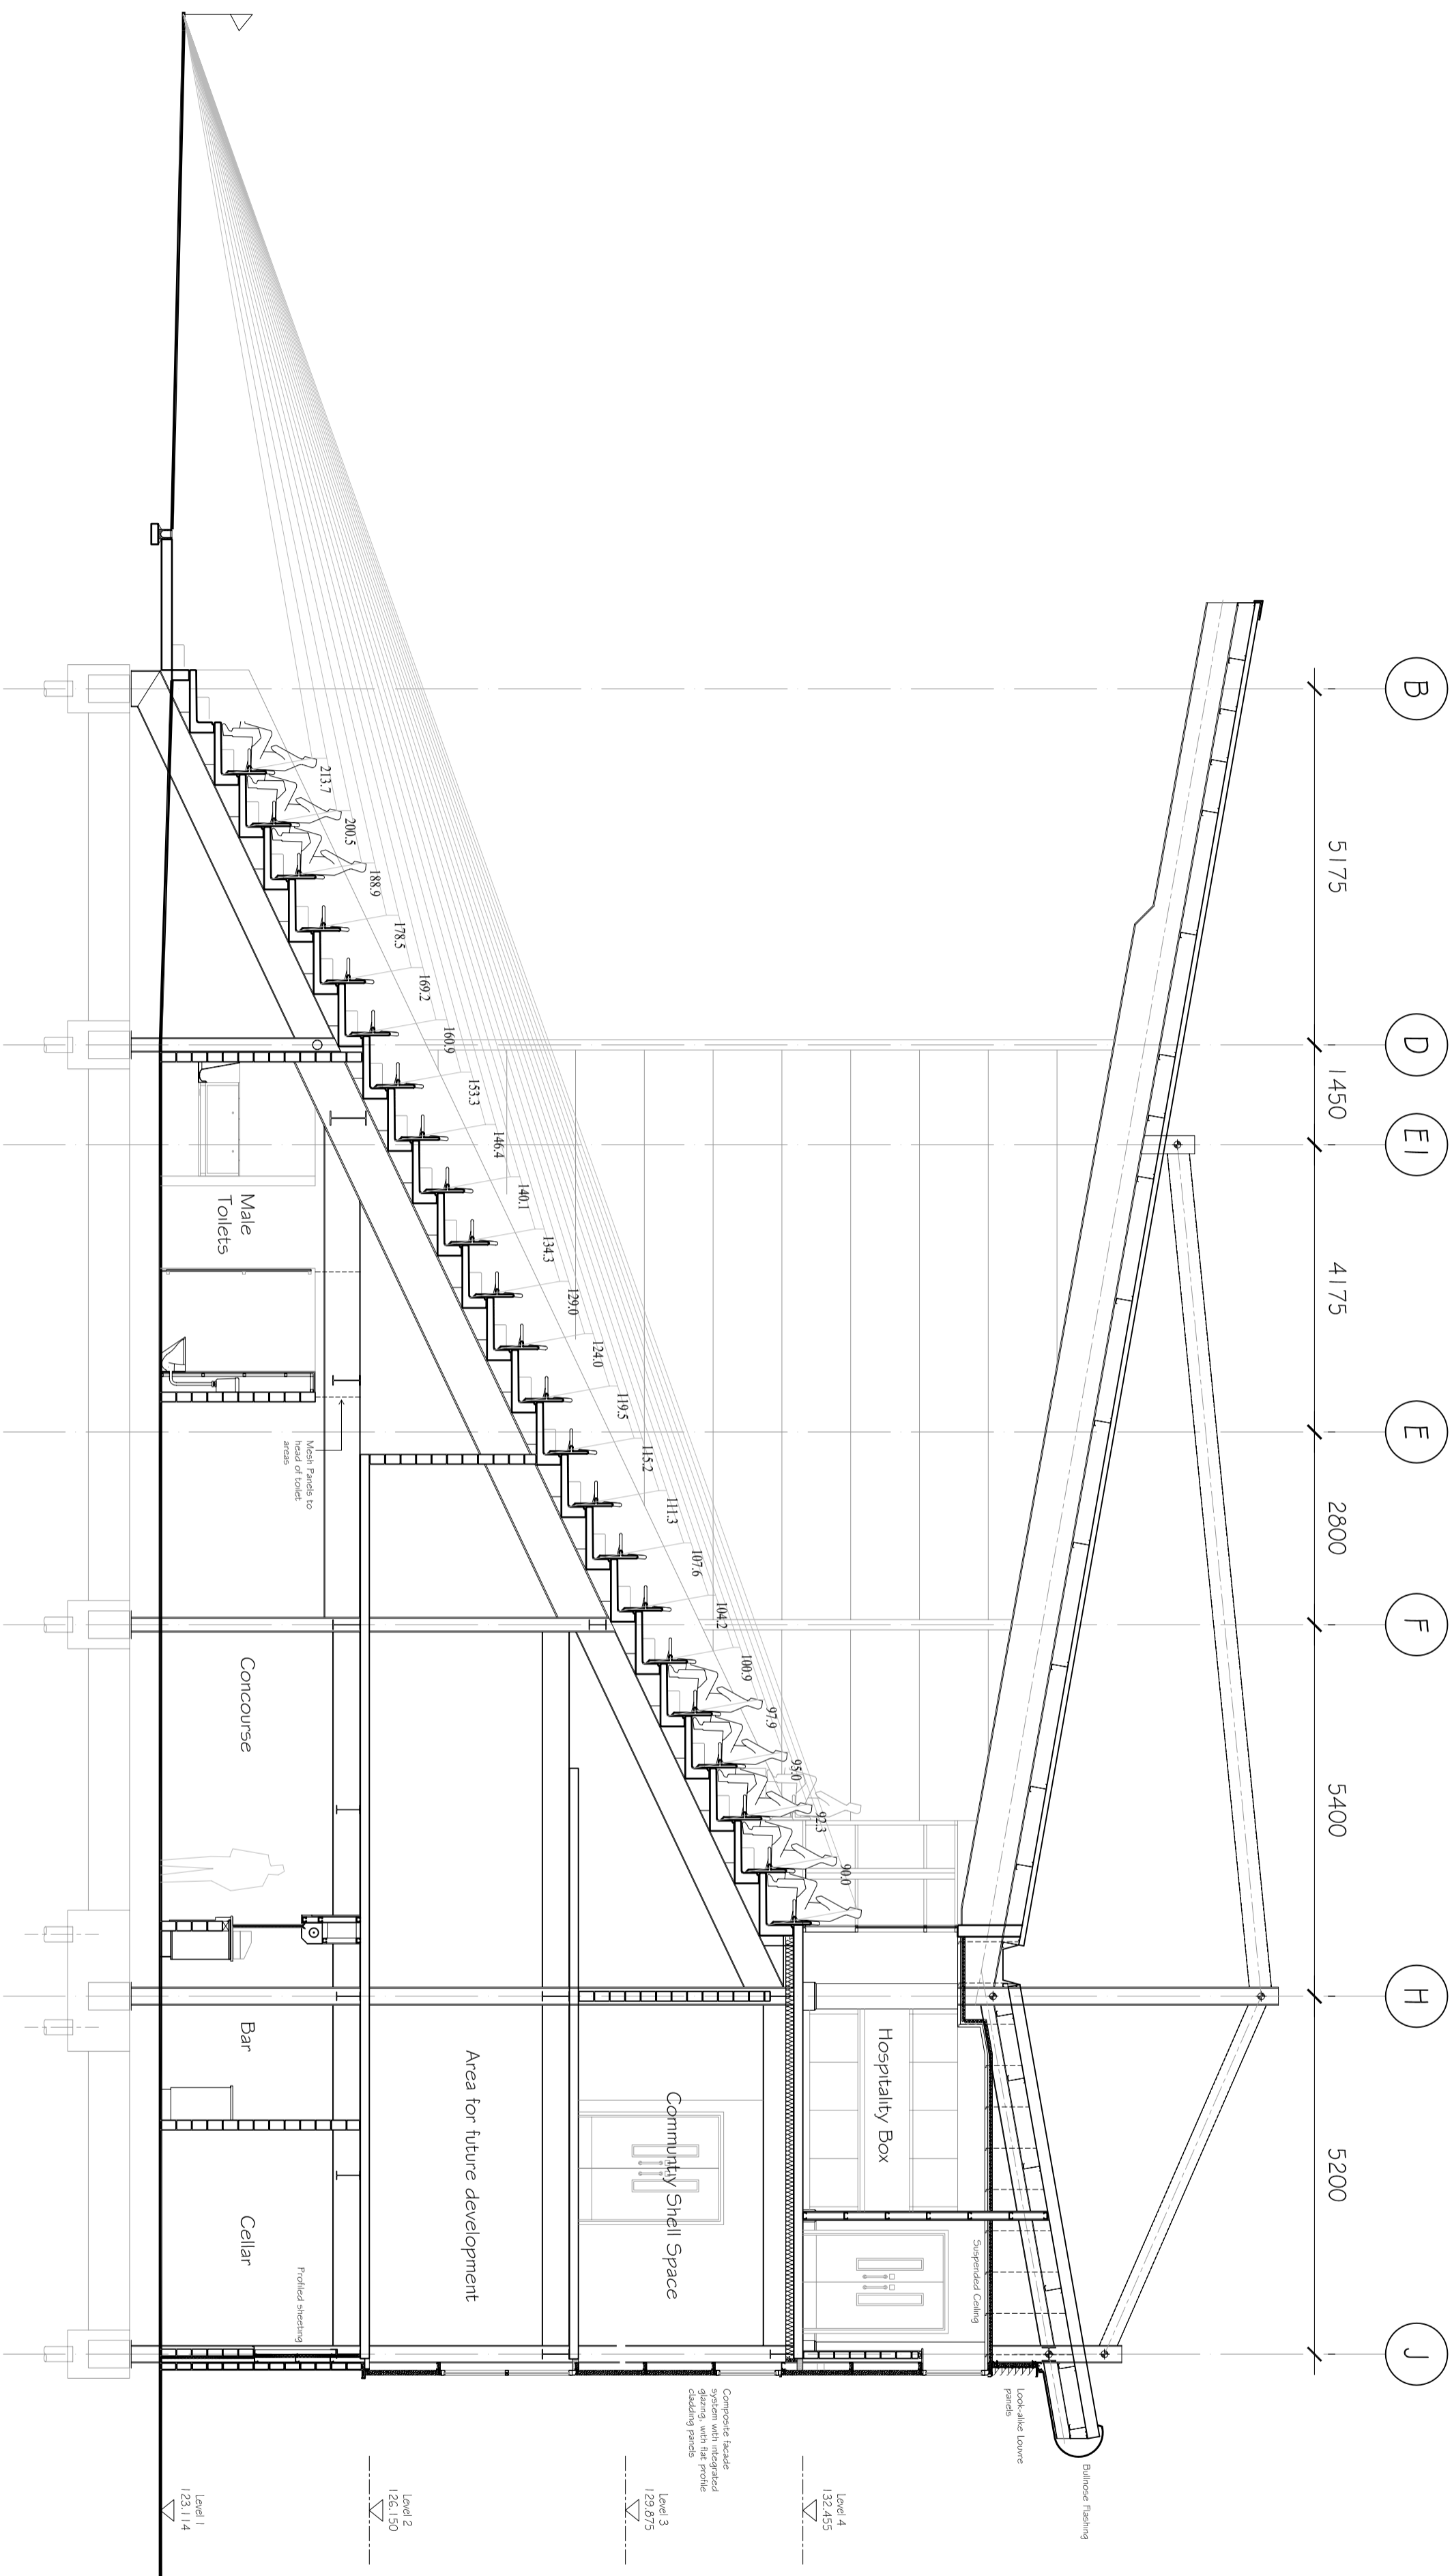 B
D
E1
E
F
H
J
5175
1450
4175
2800
5400
5200
213.7
200.5
188.9
178.5
169.2
160.9
153.3
146.4
140.1
134.3
129.0
124.0
119.5
115.2
111.3
107.6
104.2
100.9
97.9
95.0
92.3
90.0
Bullnose Flashing
Look-alike Louvre
panels
Suspended Ceiling
Hospitality Box
Level 4
132.455
Composite facade
system with integrated
glazing, with flat profile
cladding panels
Communtiy Shell Space
Level 3
129.875
Area for future development
Level 2
126.150
Mesh Panels to
head of toilet
areas
Profiled sheeting
Male
Toilets
Concourse
Bar
Cellar
Level 1
123.114